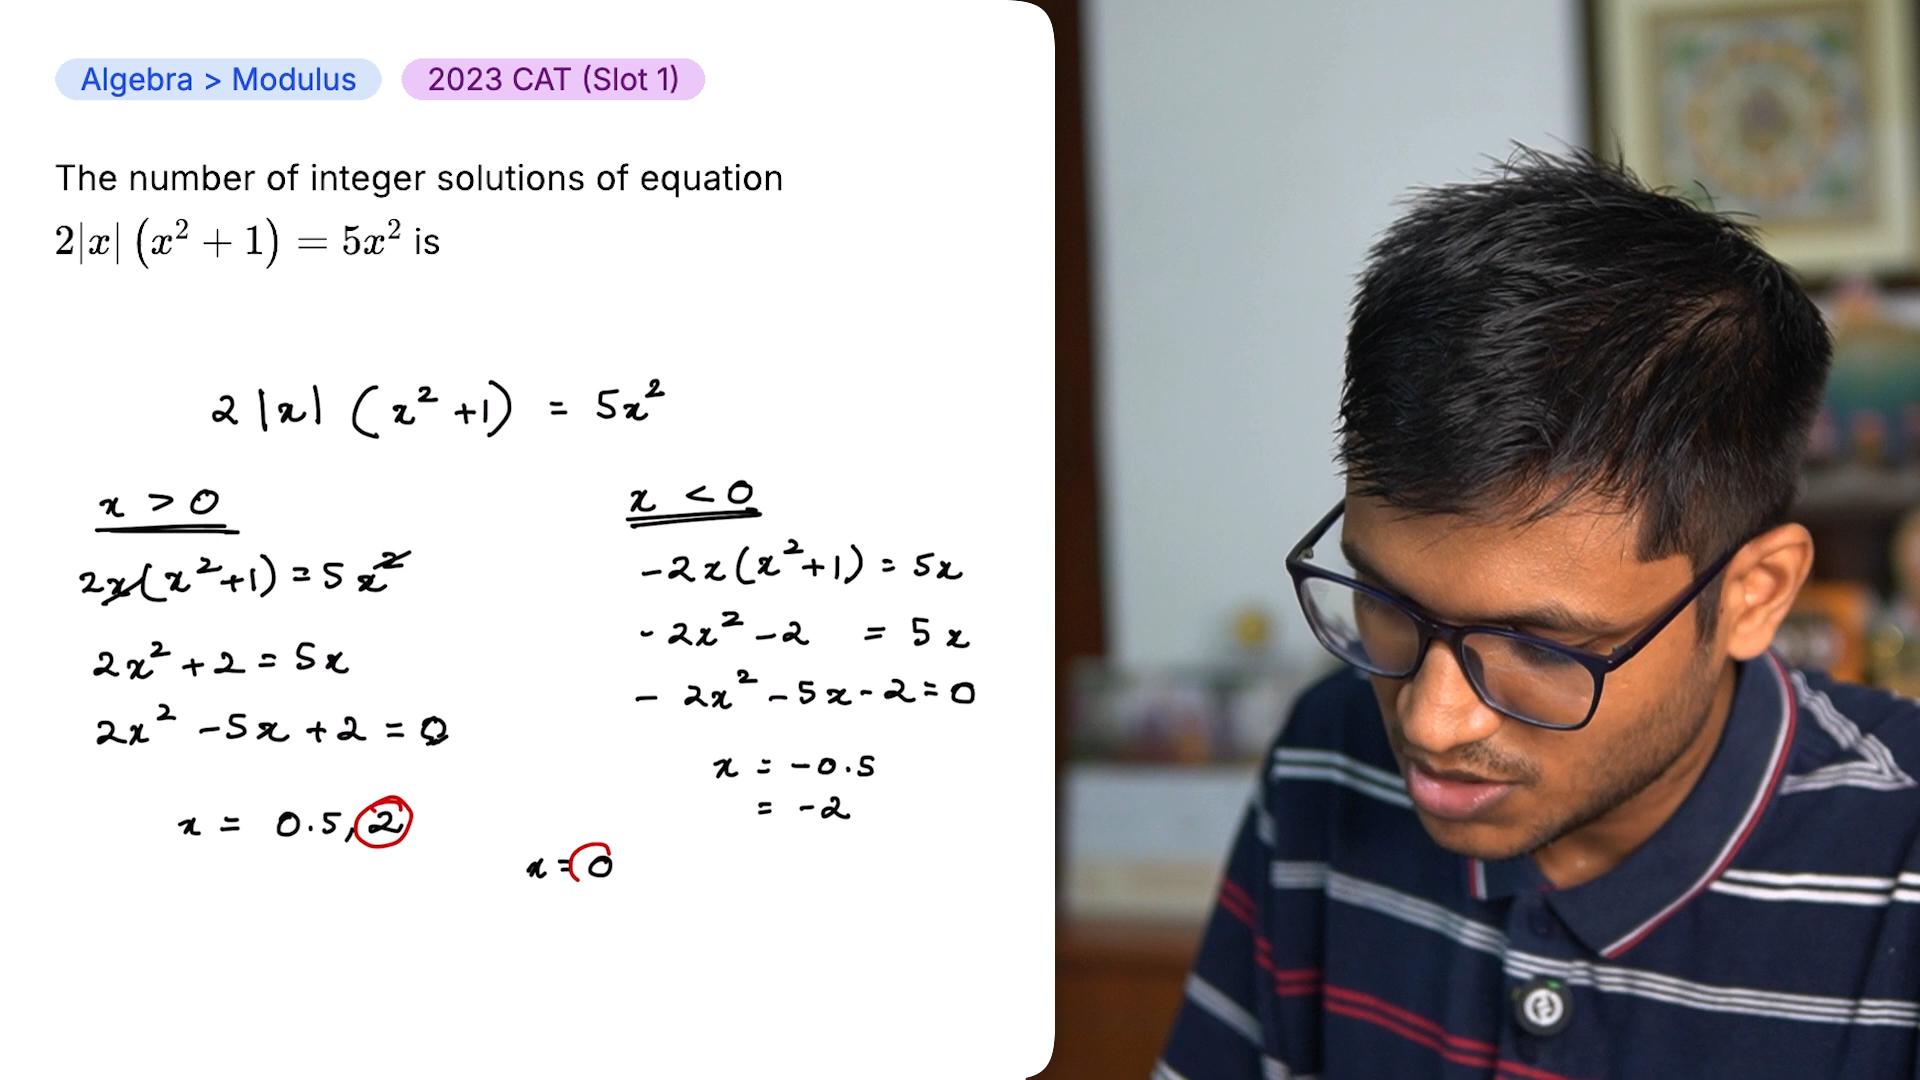 Algebra > Modulus
2023 CAT (Slot 1)
The number of integer solutions of equation
2|x| (x² + 1) = 5x² is
2 |x| (x² +1) = 5x²
x > 0
2x(x²+1) = 5x²
2x² + 2 = 5x
2x² - 5x + 2 = 0
x = 0.5, 2
x < 0
-2x(x²+1) = 5x
-2x² - 2 = 5x
- 2x² - 5x - 2 = 0
x = -0.5
= -2
x = 0